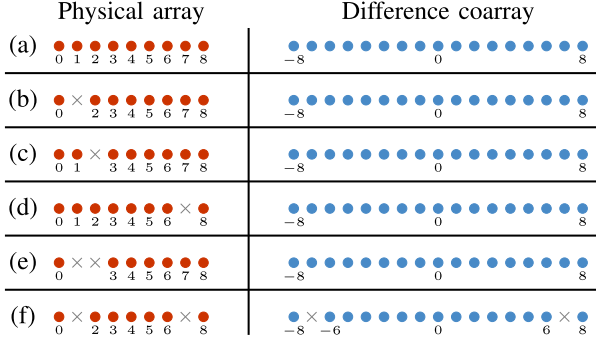 Physical array Difference coarray
(a) 0 1 2 3 4 5 6 7 8 −8 0 8
(b) 0 × 2 3 4 5 6 7 8 −8 0 8
(c) 0 1 × 3 4 5 6 7 8 −8 0 8
(d) 0 1 2 3 4 5 6 × 8 −8 0 8
(e) 0 × × 3 4 5 6 7 8 −8 0 8
(f) 0 × 2 3 4 5 6 × 8 −8 × −6 0 6 × 8